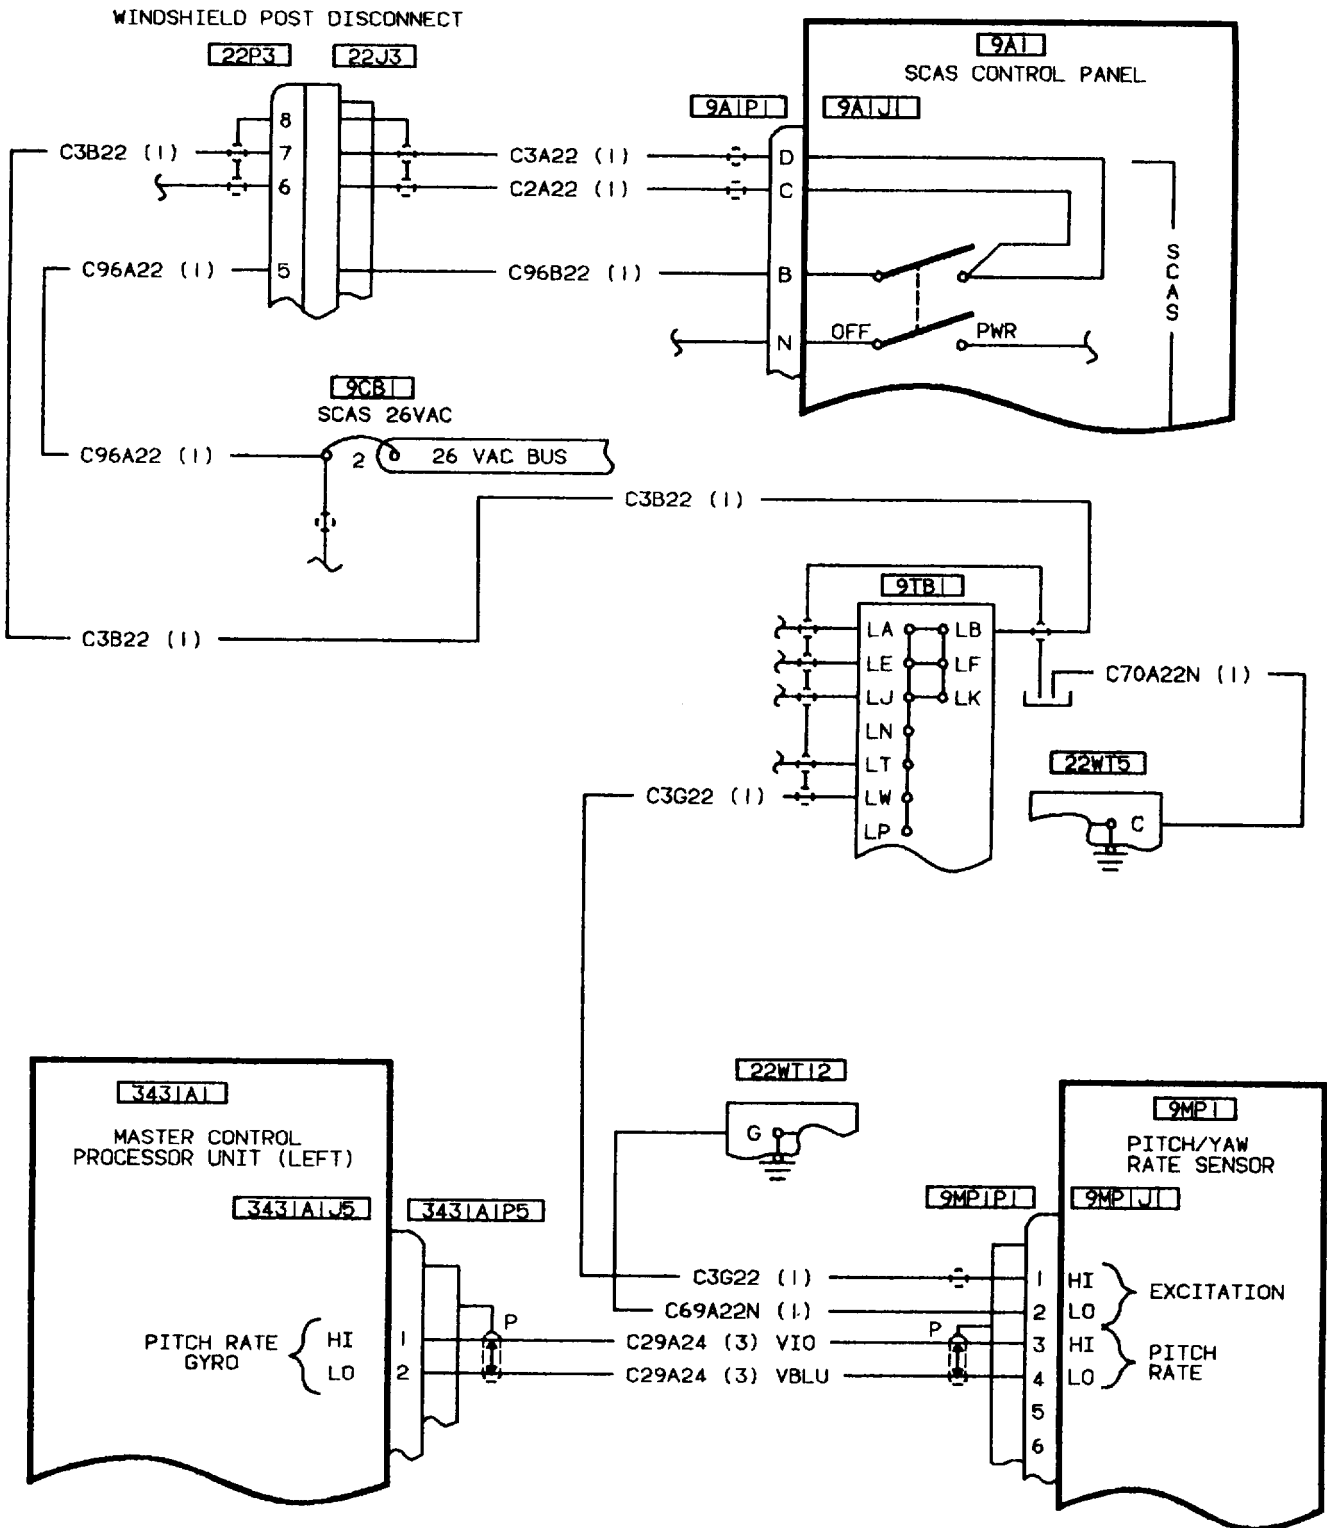 WINDSHIELD POST DISCONNECT
22P3
22J3
9A1
SCAS CONTROL PANEL
9A1P1
9A1J1
8
C3B22 (1)
7
C3A22 (1)
D
6
C2A22 (1)
C
C96A22 (1)
5
C96B22 (1)
B
SCAS
N
OFF
PWR
9CB1
SCAS 26VAC
C96A22 (1)
2
26 VAC BUS
C3B22 (1)
9TB1
C3B22 (1)
LA
LB
LE
LF
C70A22N (1)
LJ
LK
LN
LT
22WT5
C3G22 (1)
LW
LP
C
22WT12
G
3431A1
MASTER CONTROL
PROCESSOR UNIT (LEFT)
9MP1
PITCH/YAW
RATE SENSOR
3431A1J5
3431A1P5
9MP1P1
9MP1J1
C3G22 (1)
1
HI
EXCITATION
C69A22N (1)
2
LO
P
P
PITCH RATE
GYRO
HI
1
C29A24 (3) VIO
3
HI
PITCH
RATE
LO
2
C29A24 (3) VBLU
4
LO
5
6